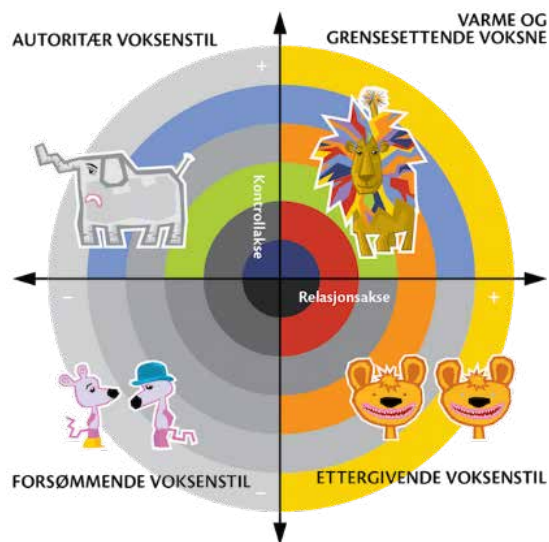 AUTORITÆR VOKSENSTIL
VARME OG
GRENSESETTENDE VOKSNE
+
Kontrollakse
Relasjonsakse
–
+
FORSØMMENDE VOKSENSTIL
–
ETTERGIVENDE VOKSENSTIL